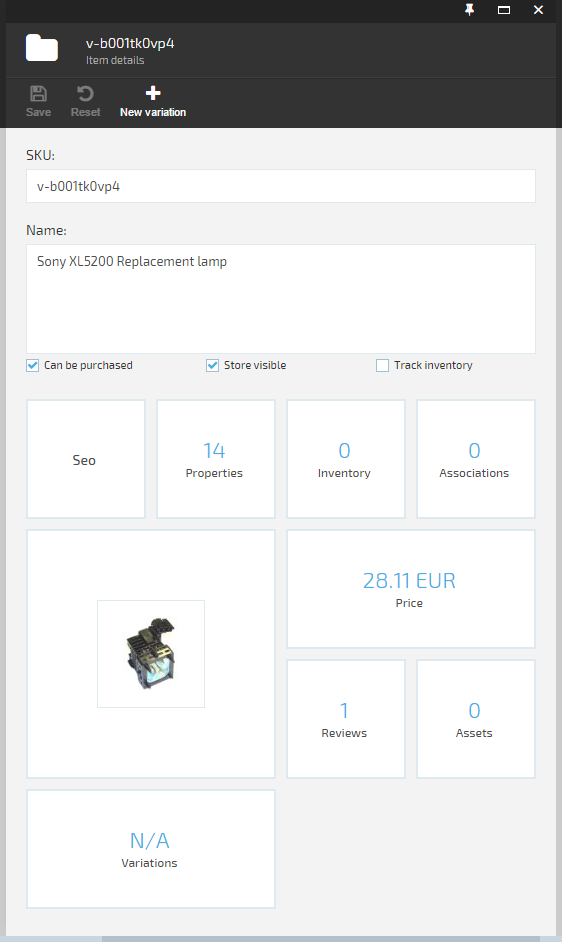 v-b001tk0vp4
Item details
Save Reset New variation
SKU:
v-b001tk0vp4
Name:
Sony XL5200 Replacement lamp
Can be purchased Store visible Track inventory
Seo
14
Properties
0
Inventory
0
Associations
28.11 EUR
Price
1
Reviews
0
Assets
N/A
Variations